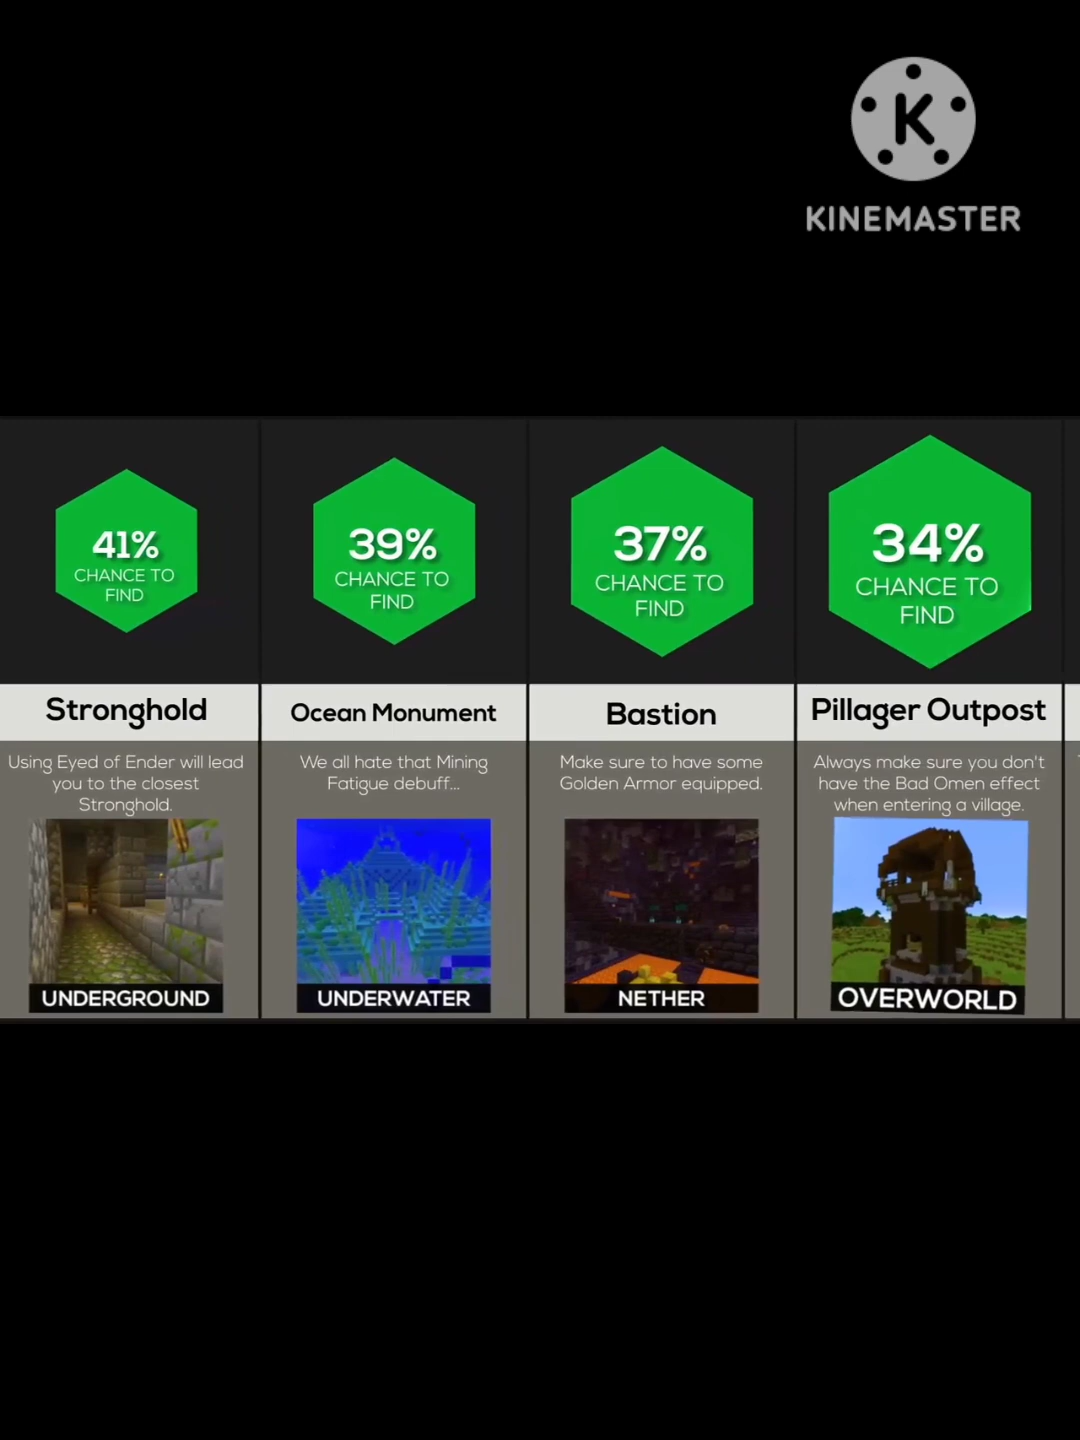 K
KINEMASTER
41%
CHANCE TO
FIND
39%
CHANCE TO
FIND
37%
CHANCE TO
FIND
34%
CHANCE TO
FIND
Stronghold
Ocean Monument
Bastion
Pillager Outpost
Using Eyed of Ender will lead
you to the closest
Stronghold.
We all hate that Mining
Fatigue debuff...
Make sure to have some
Golden Armor equipped.
Always make sure you don't
have the Bad Omen effect
when entering a village.
UNDERGROUND
UNDERWATER
NETHER
OVERWORLD